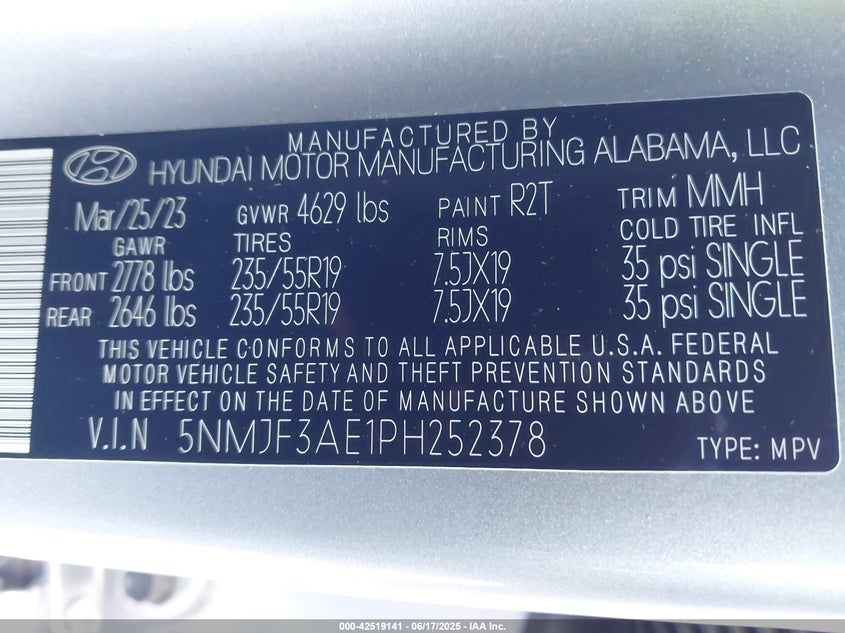 MANUFACTURED BY
HYUNDAI MOTOR MANUFACTURING ALABAMA, LLC
Mar/25/23 GVWR 4629 lbs PAINT R2T TRIM MMH
GAWR TIRES RIMS COLD TIRE INFL
FRONT 2778 lbs 235/55R19 7.5JX19 35 psi SINGLE
REAR 2646 lbs 235/55R19 7.5JX19 35 psi SINGLE
THIS VEHICLE CONFORMS TO ALL APPLICABLE U.S.A. FEDERAL
MOTOR VEHICLE SAFETY AND THEFT PREVENTION STANDARDS
IN EFFECT ON THE DATE OF MANUFACTURE SHOWN ABOVE
V.I.N 5NMJF3AE1PH252378 TYPE: MPV
000-42519141 - 06/17/2025 - IAA Inc.